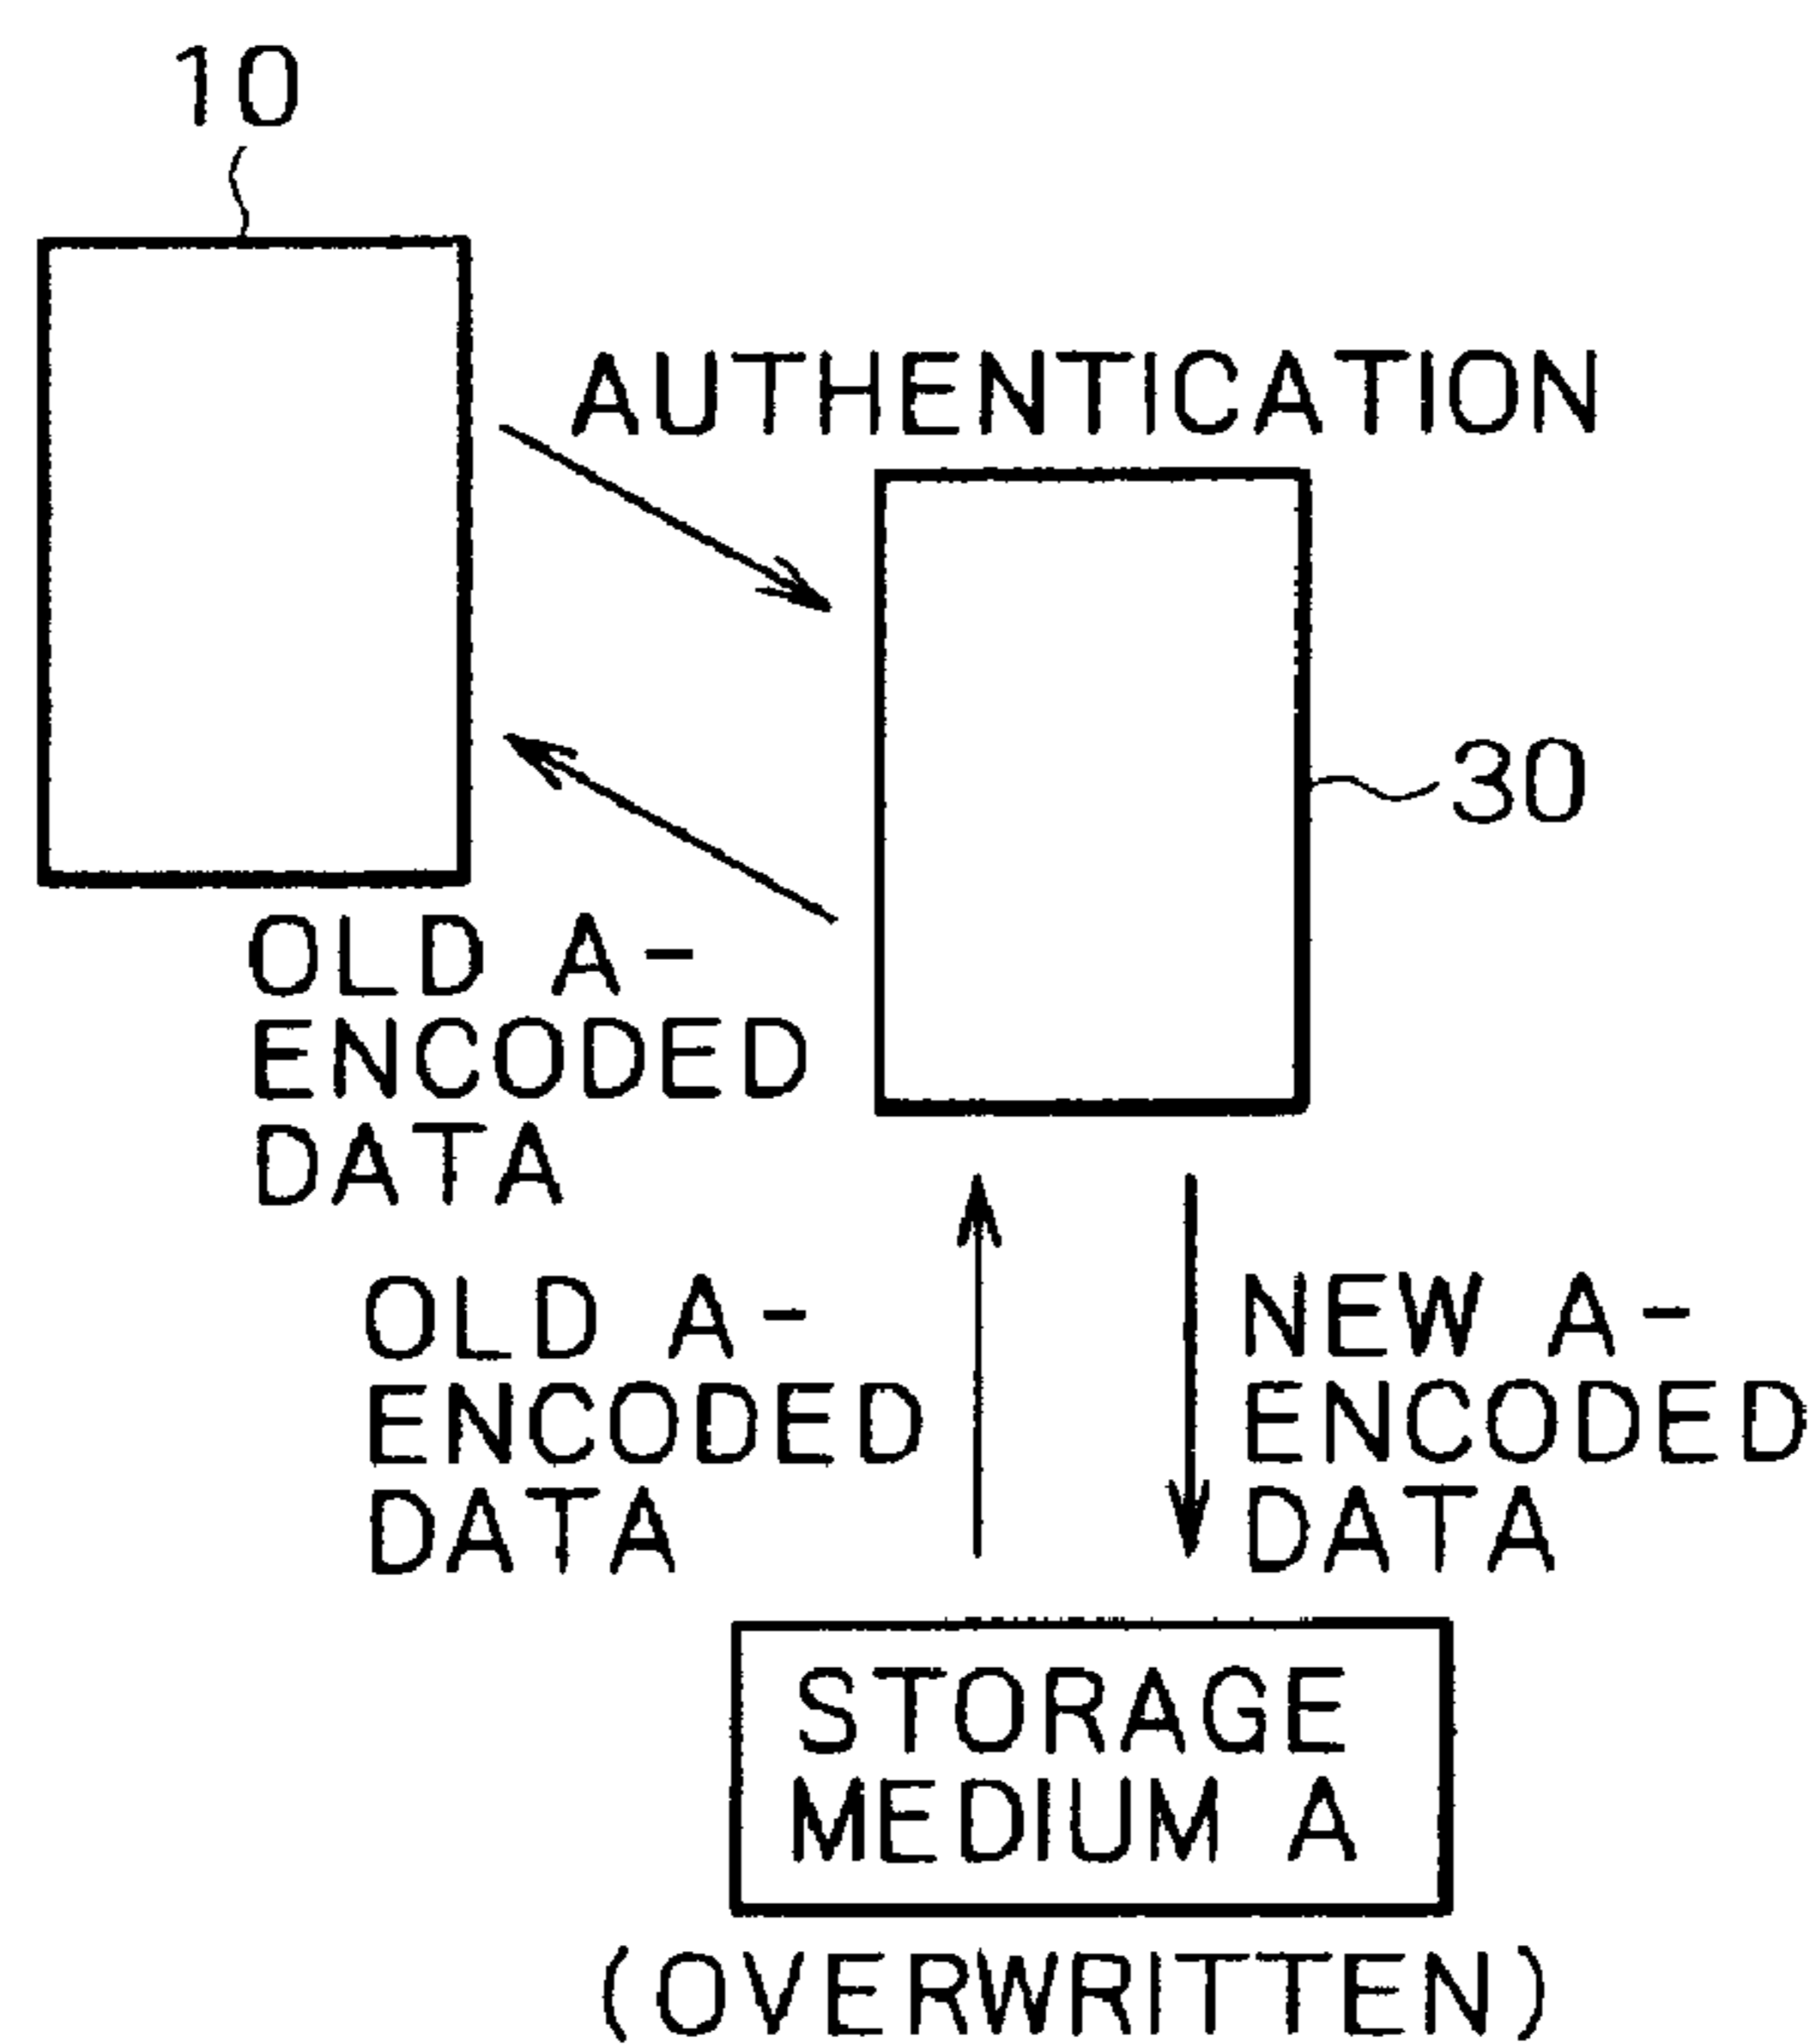 10
AUTHENTICATION
30
OLD A-
ENCODED
DATA
OLD A-
ENCODED
DATA
NEW A-
ENCODED
DATA
STORAGE
MEDIUM A
(OVERWRITTEN)